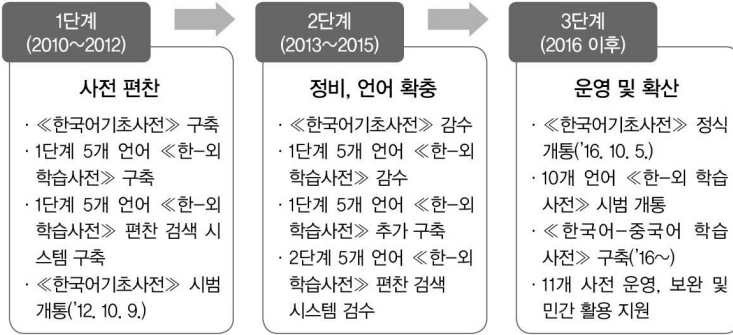 1단계
(2010~2012)
사전 편찬
· ≪한국어기초사전≫ 구축
· 1단계 5개 언어 ≪한-외
학습사전≫ 구축
· 1단계 5개 언어 ≪한-외
학습사전≫ 편찬 검색 시
스템 구축
· ≪한국어기초사전≫ 시범
개통('12. 10. 9.)
2단계
(2013~2015)
정비, 언어 확충
· ≪한국어기초사전≫ 감수
· 1단계 5개 언어 ≪한-외
학습사전≫ 감수
· 1단계 5개 언어 ≪한-외
학습사전≫ 추가 구축
· 2단계 5개 언어 ≪한-외
학습사전≫ 편찬 검색
시스템 검수
3단계
(2016 이후)
운영 및 확산
· ≪한국어기초사전≫ 정식
개통('16. 10. 5.)
· 10개 언어 ≪한-외 학습
사전≫ 시범 개통
· ≪한국어-중국어 학습
사전≫ 구축('16~)
· 11개 사전 운영, 보완 및
민간 활용 지원